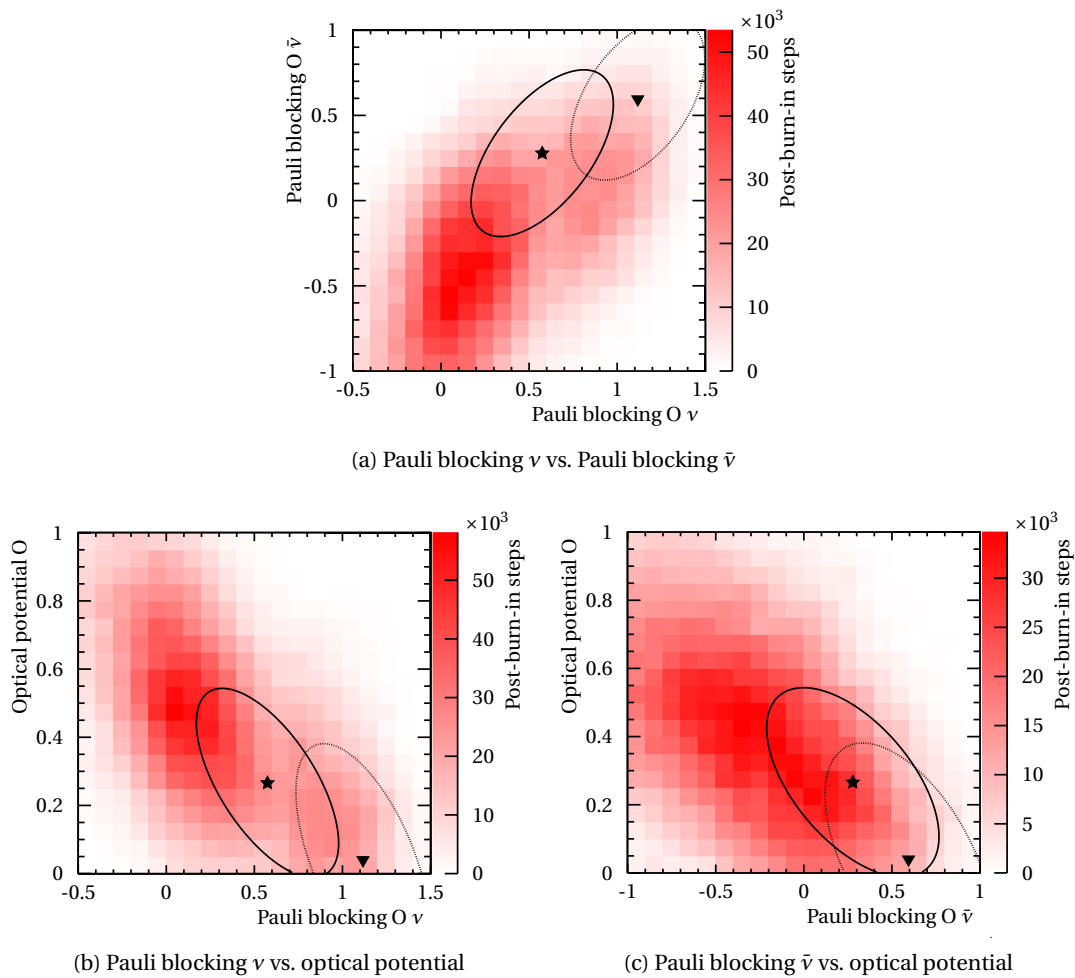 ×10³
Pauli blocking O ν̄
1
0.5
0
-0.5
-1
-0.5 0 0.5 1 1.5
Pauli blocking O ν
50
40
30
20
10
0
Post-burn-in steps
(a) Pauli blocking ν vs. Pauli blocking ν̄
×10³
Optical potential O
1
0.8
0.6
0.4
0.2
0
-0.5 0 0.5 1 1.5
Pauli blocking O ν
50
40
30
20
10
0
Post-burn-in steps
(b) Pauli blocking ν vs. optical potential
×10³
Optical potential O
1
0.8
0.6
0.4
0.2
0
-1 -0.5 0 0.5 1
Pauli blocking O ν̄
30
25
20
15
10
5
0
Post-burn-in steps
(c) Pauli blocking ν̄ vs. optical potential